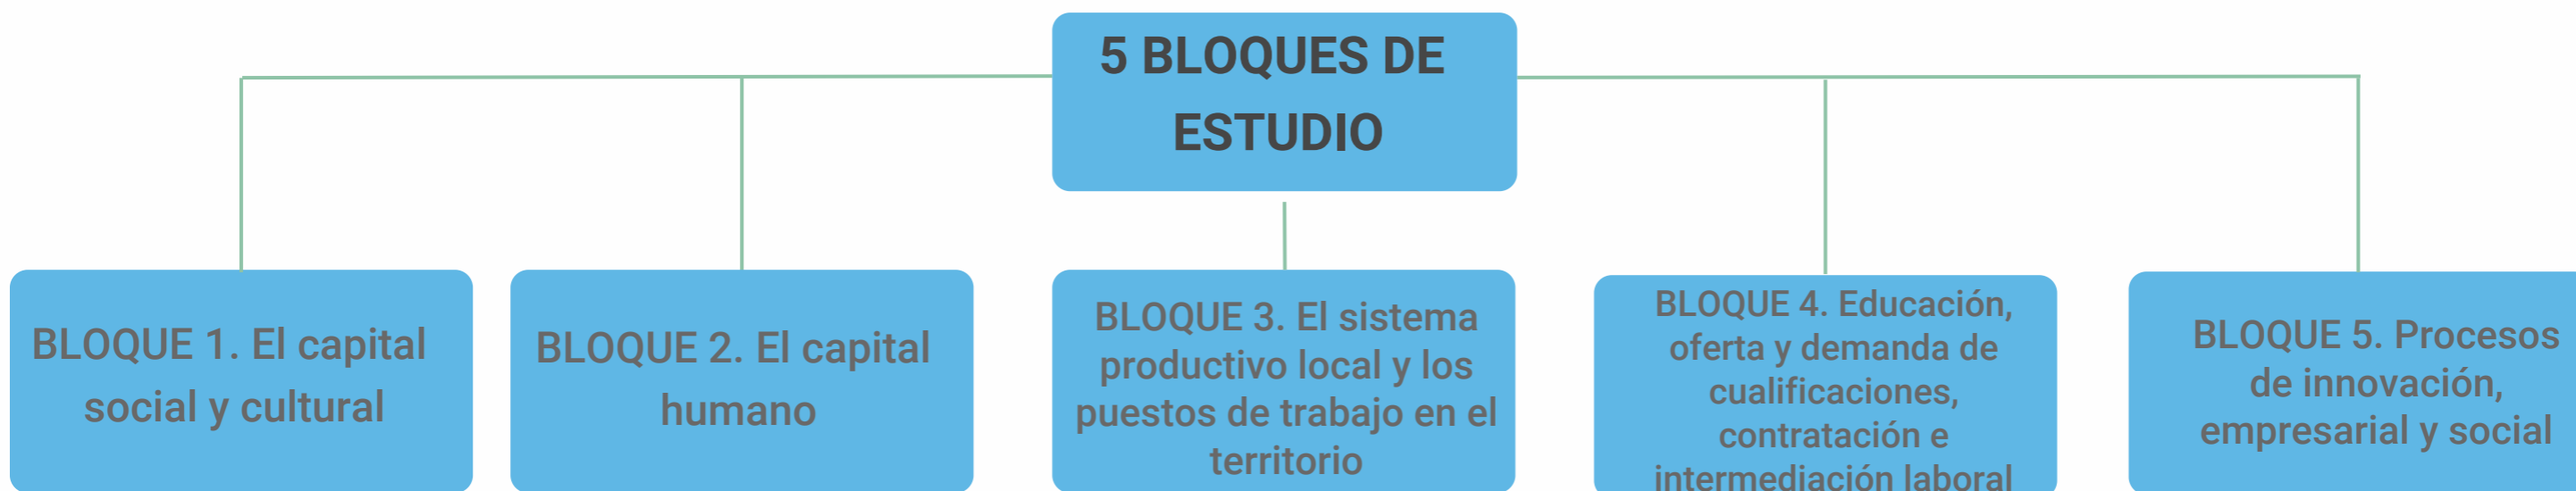 5 BLOQUES DE
ESTUDIO
BLOQUE 1. El capital
social y cultural
BLOQUE 2. El capital
humano
BLOQUE 3. El sistema
productivo local y los
puestos de trabajo en el
territorio
BLOQUE 4. Educación,
oferta y demanda de
cualificaciones,
contratación e
intermediación laboral
BLOQUE 5. Procesos
de innovación,
empresarial y social